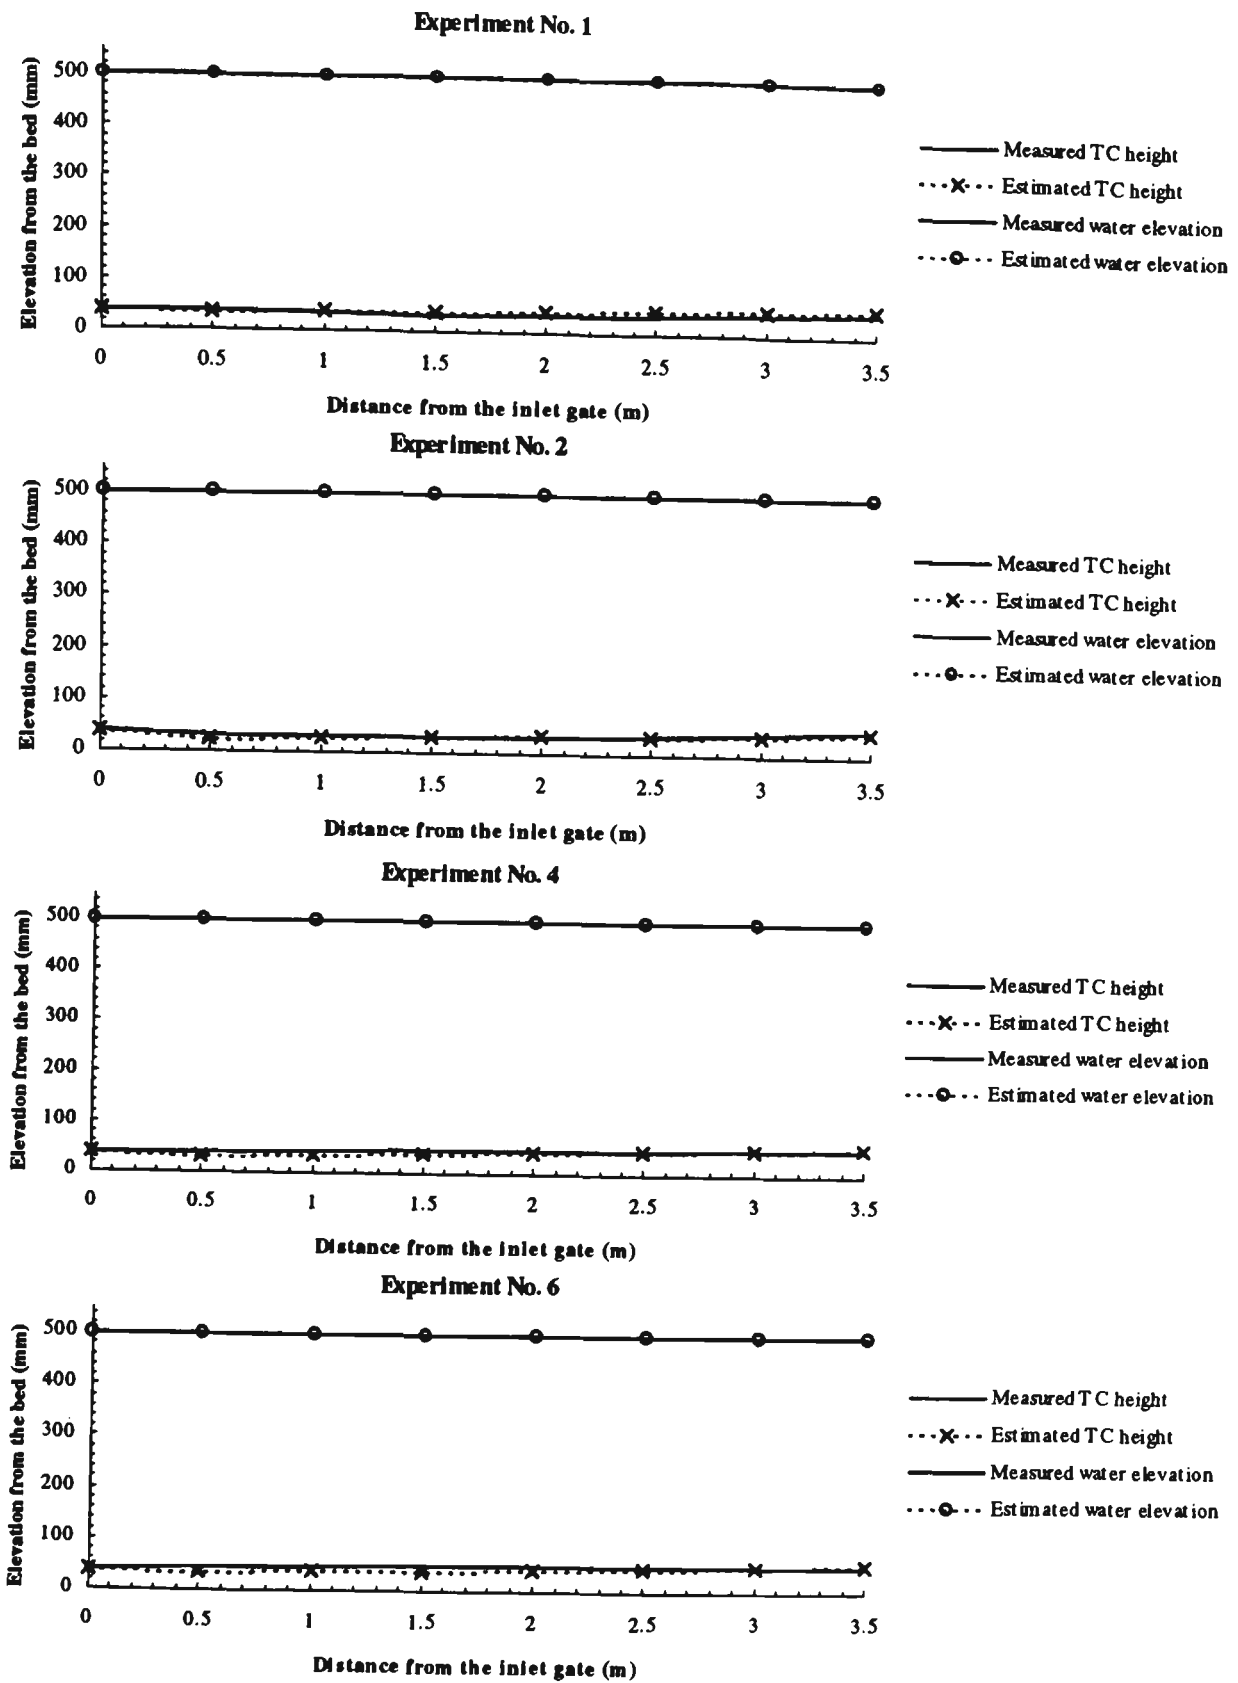 Experiment No. 1
Elevation from the bed (mm)
500
400
300
200
100
0
0 0.5 1 1.5 2 2.5 3 3.5
Distance from the inlet gate (m)
Measured TC height
Estimated TC height
Measured water elevation
Estimated water elevation
Experiment No. 2
Elevation from the bed (mm)
500
400
300
200
100
0
0 0.5 1 1.5 2 2.5 3 3.5
Distance from the inlet gate (m)
Measured TC height
Estimated TC height
Measured water elevation
Estimated water elevation
Experiment No. 4
Elevation from the bed (mm)
500
400
300
200
100
0
0 0.5 1 1.5 2 2.5 3 3.5
Distance from the inlet gate (m)
Measured TC height
Estimated TC height
Measured water elevation
Estimated water elevation
Experiment No. 6
Elevation from the bed (mm)
500
400
300
200
100
0
0 0.5 1 1.5 2 2.5 3 3.5
Distance from the inlet gate (m)
Measured TC height
Estimated TC height
Measured water elevation
Estimated water elevation